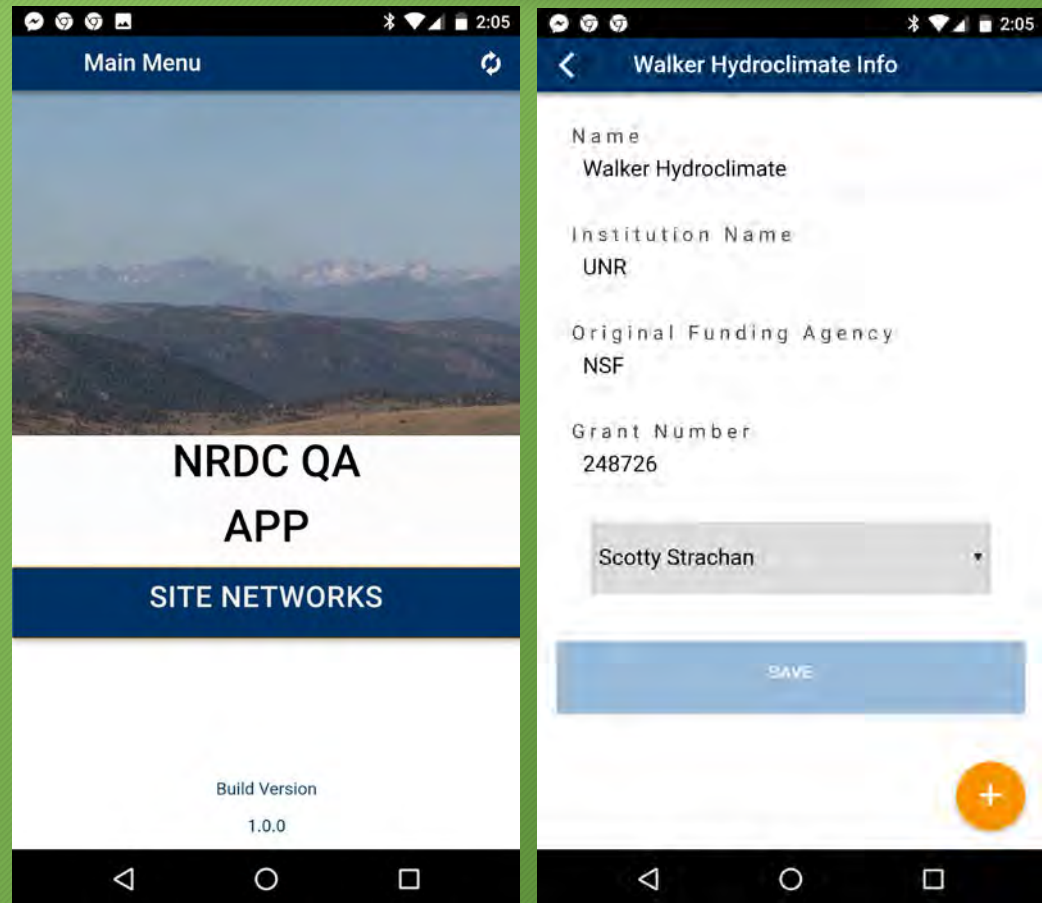 2:05
Main Menu
NRDC QA
APP
SITE NETWORKS
Build Version
1.0.0
2:05
Walker Hydroclimate Info
Name
Walker Hydroclimate
Institution Name
UNR
Original Funding Agency
NSF
Grant Number
248726
Scotty Strachan
SAVE